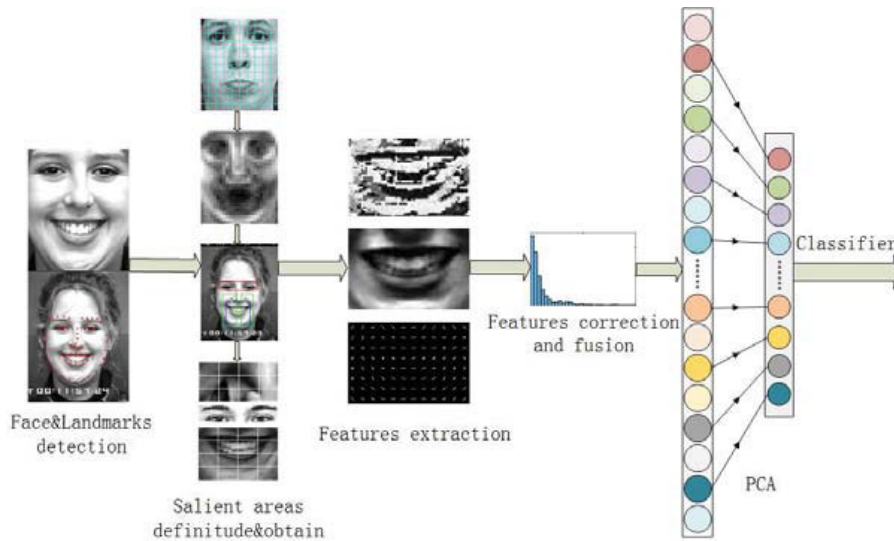 Face&Landmarks
detection
Salient areas
definitude&obtain
Features extraction
Features correction
and fusion
PCA
Classifier